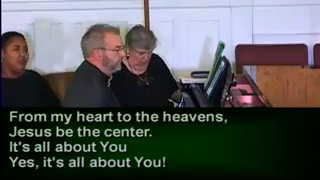 From my heart to the heavens,
Jesus be the center.
It's all about You
Yes, it's all about You!